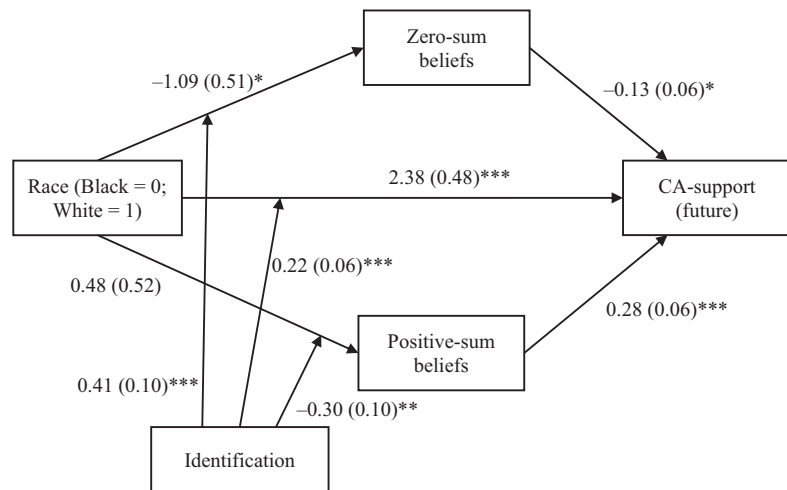 Zero-sum
beliefs
–1.09 (0.51)*
–0.13 (0.06)*
Race (Black = 0;
White = 1)
2.38 (0.48)***
CA-support
(future)
0.22 (0.06)***
0.48 (0.52)
0.28 (0.06)***
Positive-sum
beliefs
0.41 (0.10)***
–0.30 (0.10)**
Identification